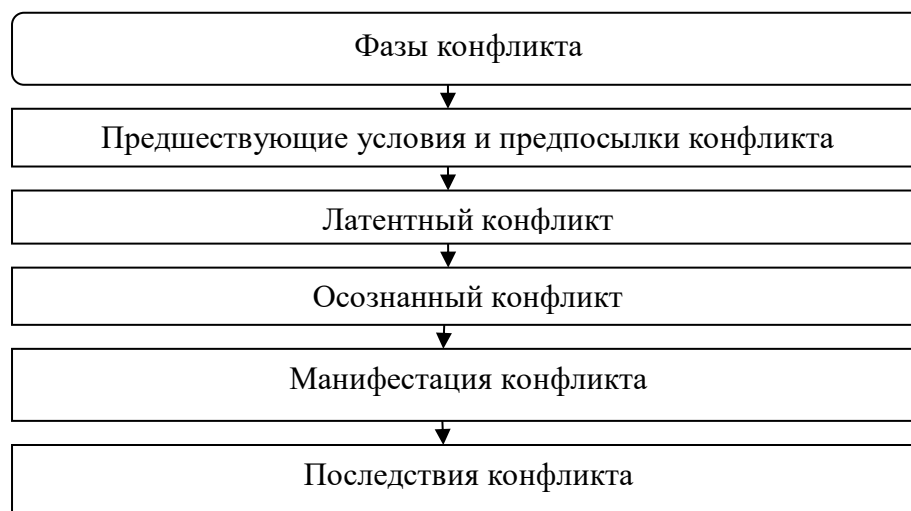 Фазы конфликта
Предшествующие условия и предпосылки конфликта
Латентный конфликт
Осознанный конфликт
Манифестация конфликта
Последствия конфликта